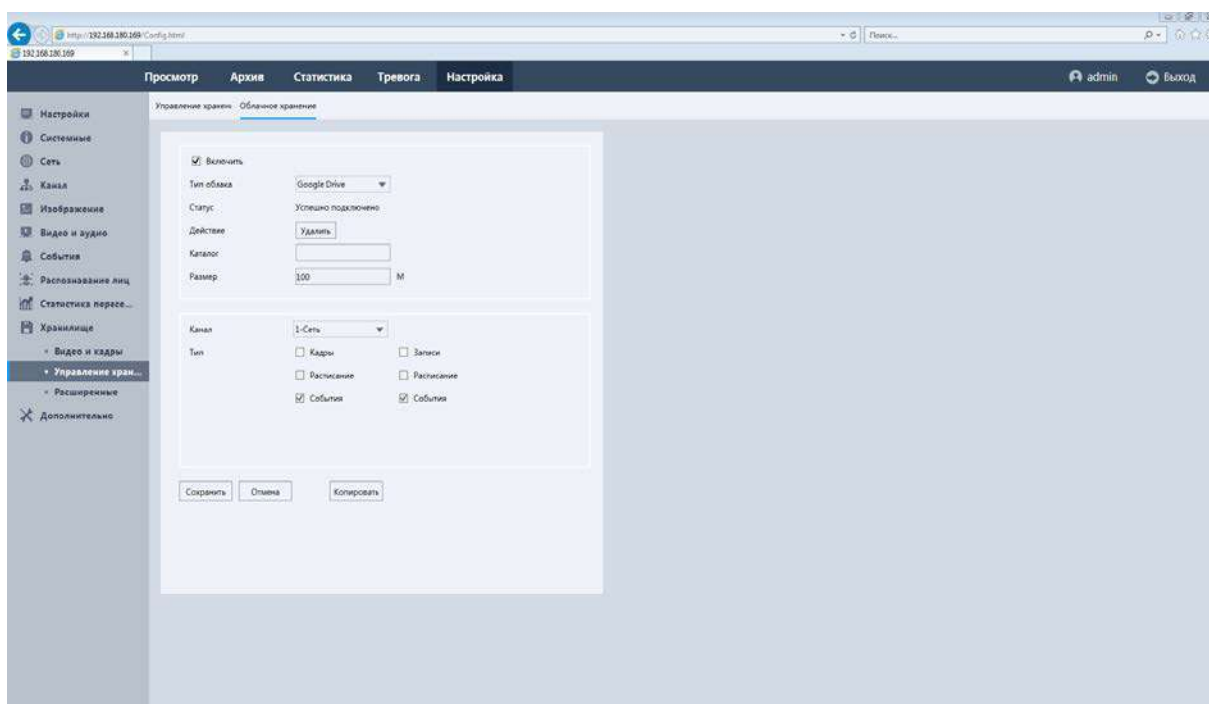 http://192.168.180.169/Config.html
Поиск...
192.168.180.169
Просмотр Архив Статистика Тревога Настройка admin Выход
Управление хранен Облачное хранение
Настройки
Системные
Сеть
Канал
Изображение
Видео и аудио
События
Распознавание лиц
Статистика пересе...
Хранилище
Видео и кадры
Управление хран...
Расширенные
Дополнительно
Включить
Тип облака Google Drive
Статус Успешно подключено
Действие Удалить
Каталог
Размер 100 M
Канал 1-Сеть
Тип Кадры Записи
Расписание Расписание
События События
Сохранить Отмена Копировать